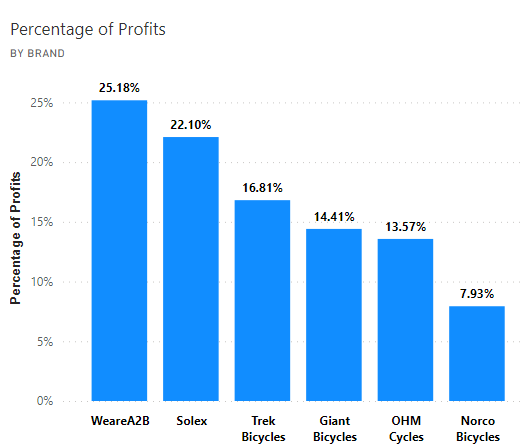 Percentage of Profits
BY BRAND
Percentage of Profits
25%
20%
15%
10%
5%
0%
25.18%
22.10%
16.81%
14.41%
13.57%
7.93%
WeareA2B
Solex
Trek
Bicycles
Giant
Bicycles
OHM
Cycles
Norco
Bicycles